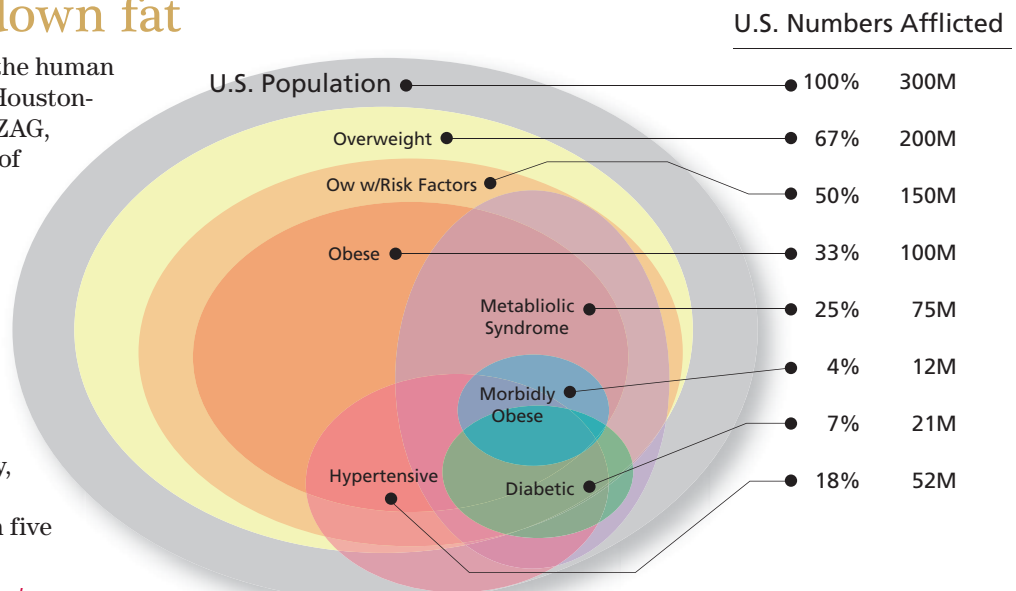 down fat
the human
Houston-
ZAG,
of
five
U.S. Numbers Afflicted
U.S. Population 100% 300M
Overweight 67% 200M
Ow w/Risk Factors 50% 150M
Obese 33% 100M
Metabliolic
Syndrome 25% 75M
Morbidly
Obese 4% 12M
Diabetic 7% 21M
Hypertensive 18% 52M